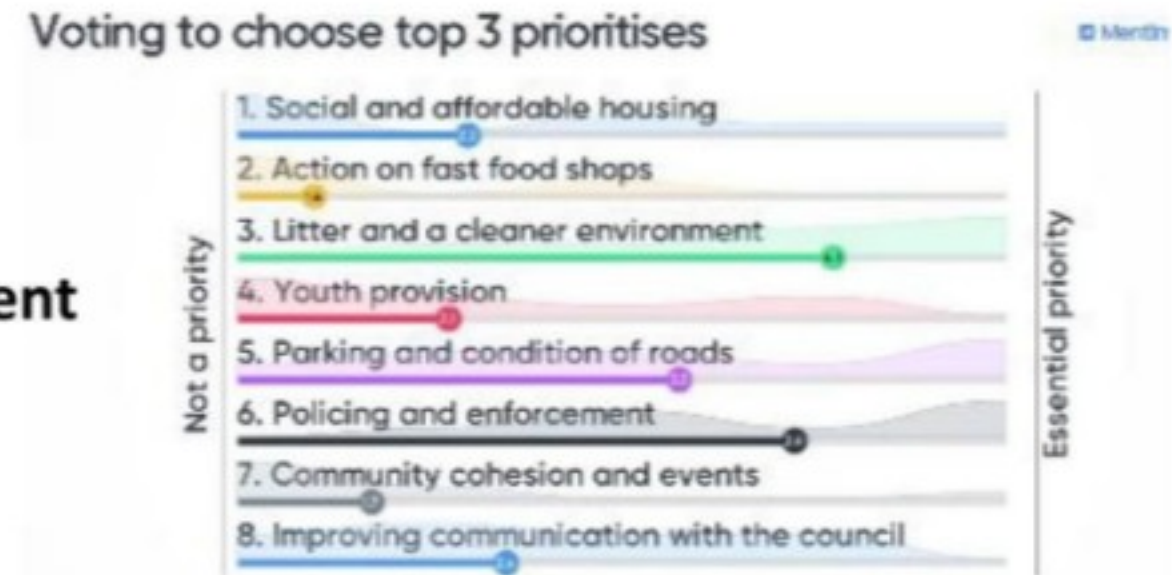 Voting to choose top 3 prioritises
1. Social and affordable housing
2. Action on fast food shops
3. Litter and a cleaner environment
ent
4. Youth provision
5. Parking and condition of roads
6. Policing and enforcement
7. Community cohesion and events
8. Improving communication with the council
Not a priority
Essential priority